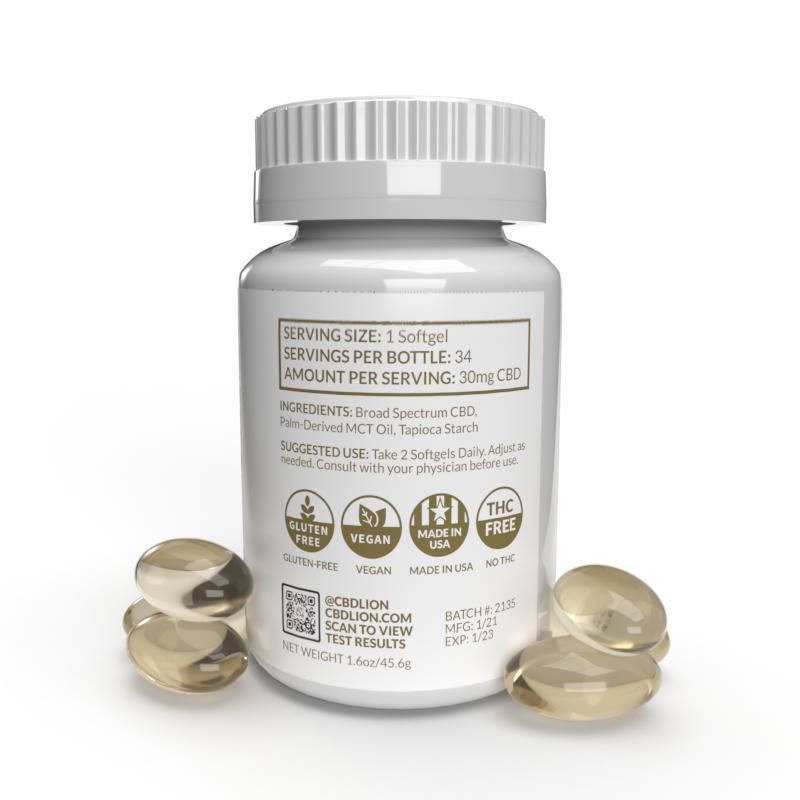 SERVING SIZE: 1 Softgel
SERVINGS PER BOTTLE: 34
AMOUNT PER SERVING: 30mg CBD
INGREDIENTS: Broad Spectrum CBD,
Palm-Derived MCT Oil, Tapioca Starch
SUGGESTED USE: Take 2 Softgels Daily. Adjust as
needed. Consult with your physician before use.
GLUTEN
FREE
VEGAN
MADE IN
USA
THC
FREE
GLUTEN-FREE
VEGAN
MADE IN USA
NO THC
@CBDLION
CBDLION.COM
SCAN TO VIEW
TEST RESULTS
BATCH #: 2135
MFG: 1/21
EXP: 1/23
NET WEIGHT 1.6oz/45.6g